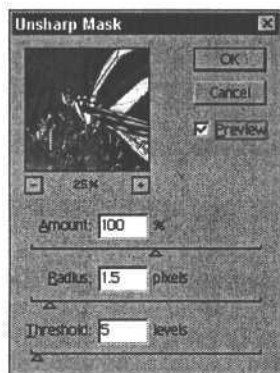 Unsharp Mask
OK
Cancel
Preview
25%
Amount: 100 %
Radius: 1.5 pixels
Threshold: 5 levels